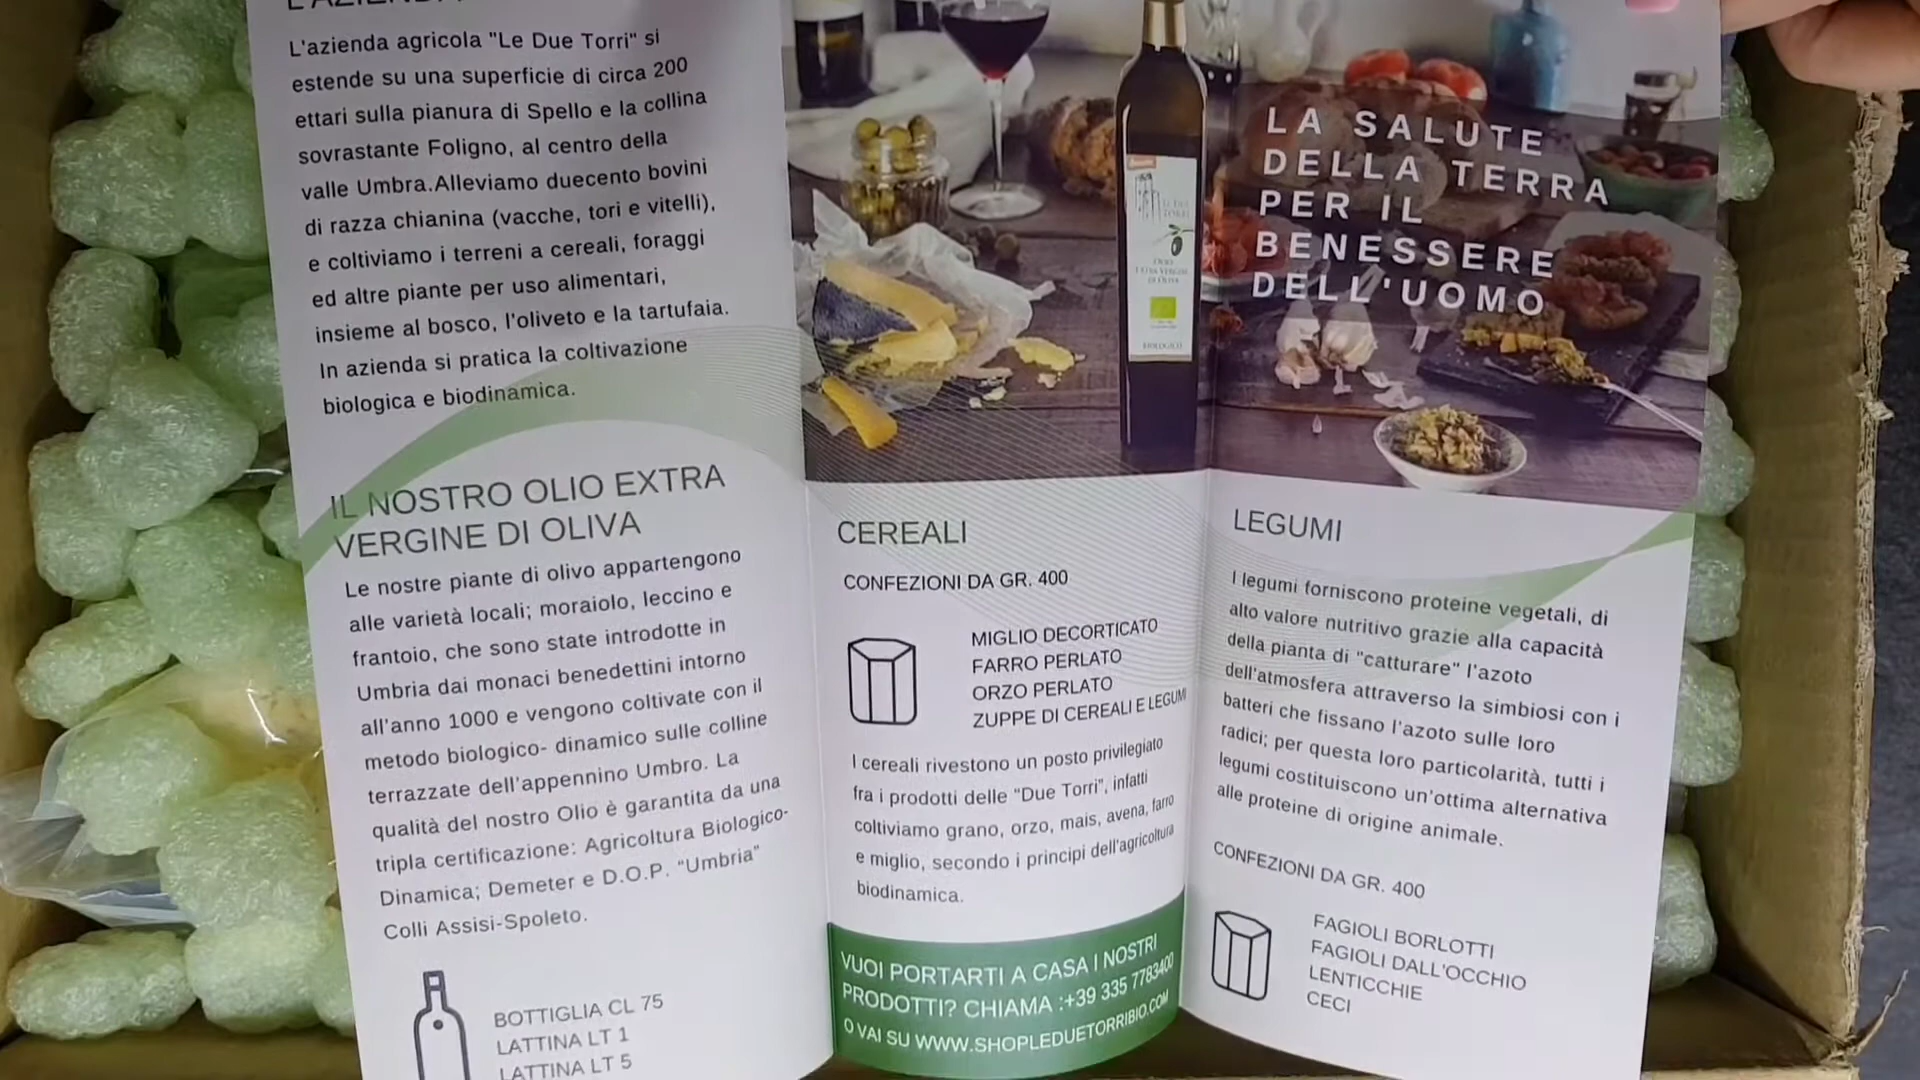 L'azienda agricola "Le Due Torri" si
estende su una superficie di circa 200
ettari sulla pianura di Spello e la collina
sovrastante Foligno, al centro della
valle Umbra.Alleviamo duecento bovini
di razza chianina (vacche, tori e vitelli),
e coltiviamo i terreni a cereali, foraggi
ed altre piante per uso alimentari,
insieme al bosco, l'oliveto e la tartufaia.
In azienda si pratica la coltivazione
biologica e biodinamica.
IL NOSTRO OLIO EXTRA
VERGINE DI OLIVA
Le nostre piante di olivo appartengono
alle varietà locali; moraiolo, leccino e
frantoio, che sono state introdotte in
Umbria dai monaci benedettini intorno
all'anno 1000 e vengono coltivate con il
metodo biologico- dinamico sulle colline
terrazzate dell'appennino Umbro. La
qualità del nostro Olio è garantita da una
tripla certificazione: Agricoltura Biologico-
Dinamica; Demeter e D.O.P. “Umbria”
Colli Assisi-Spoleto.
BOTTIGLIA CL 75
LATTINA LT 1
LATTINA LT 5
OLIO
EXTRA VERGINE
DI OLIVA
BIOLOGICO
LA SALUTE
DELLA TERRA
PER IL
BENESSERE
DELL'UOMO
CEREALI
CONFEZIONI DA GR. 400
MIGLIO DECORTICATO
FARRO PERLATO
ORZO PERLATO
ZUPPE DI CEREALI E LEGUMI
I cereali rivestono un posto privilegiato
fra i prodotti delle “Due Torri”, infatti
coltiviamo grano, orzo, mais, avena, farro
e miglio, secondo i principi dell'agricoltura
biodinamica.
VUOI PORTARTI A CASA I NOSTRI
PRODOTTI? CHIAMA :+39 335 7783400
O VAI SU WWW.SHOPLEDUETORRIBIO.COM
LEGUMI
I legumi forniscono proteine vegetali, di
alto valore nutritivo grazie alla capacità
della pianta di "catturare" l'azoto
dell'atmosfera attraverso la simbiosi con i
batteri che fissano l'azoto sulle loro
radici; per questa loro particolarità, tutti i
legumi costituiscono un'ottima alternativa
alle proteine di origine animale.
CONFEZIONI DA GR. 400
FAGIOLI BORLOTTI
FAGIOLI DALL'OCCHIO
LENTICCHIE
CECI